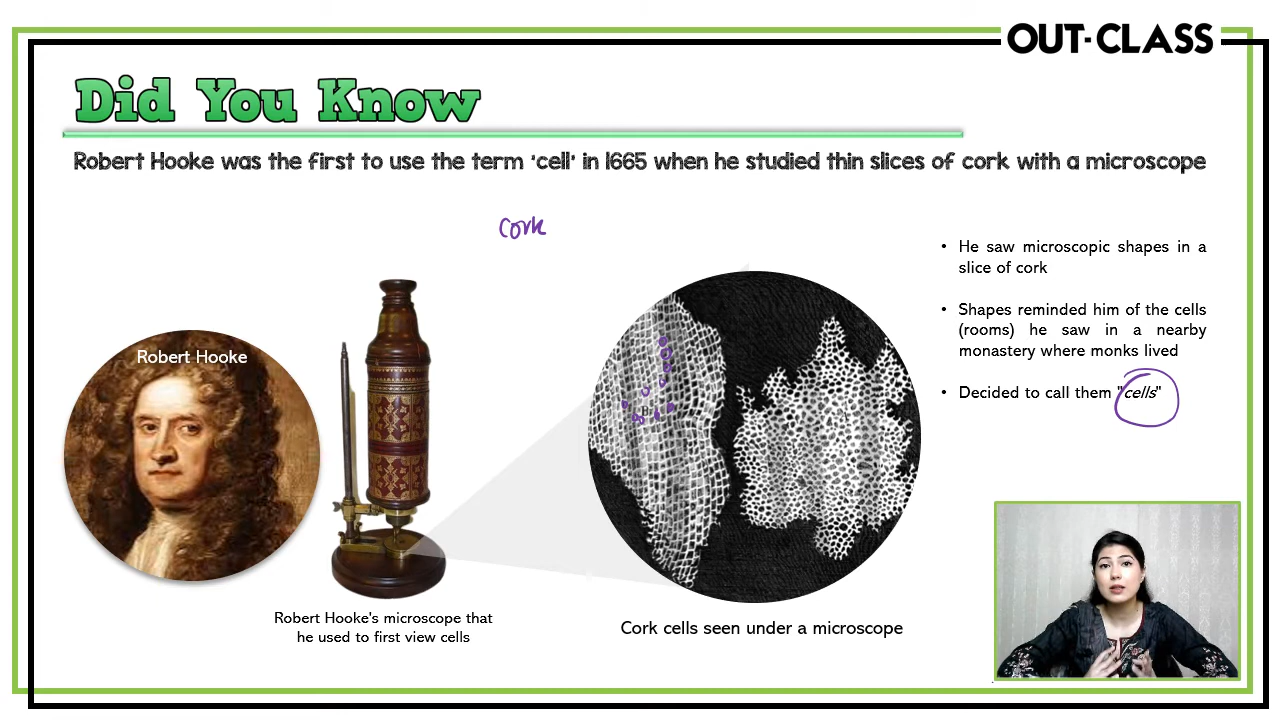 OUT-CLASS
Did You Know
Robert Hooke was the first to use the term ‘cell’ in 1665 when he studied thin slices of cork with a microscope
Cork
• He saw microscopic shapes in a
slice of cork
• Shapes reminded him of the cells
(rooms) he saw in a nearby
monastery where monks lived
• Decided to call them "cells"
Robert Hooke
Robert Hooke's microscope that
he used to first view cells
Cork cells seen under a microscope